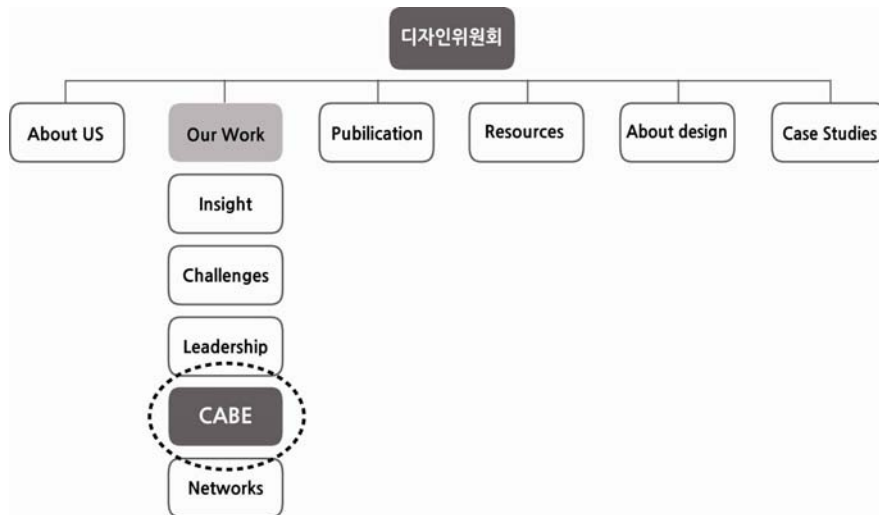 디자인위원회
About US
Our Work
Pubilication
Resources
About design
Case Studies
Insight
Challenges
Leadership
CABE
Networks